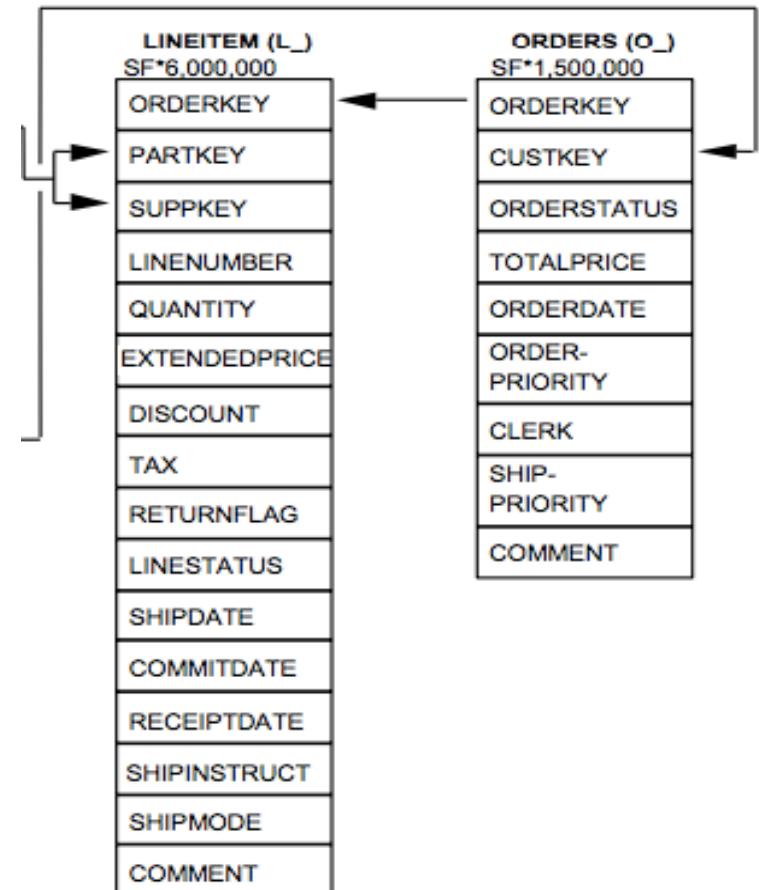 LINEITEM (L_)
SF*6,000,000
ORDERKEY
PARTKEY
SUPPKEY
LINENUMBER
QUANTITY
EXTENDEDPRICE
DISCOUNT
TAX
RETURNFLAG
LINESTATUS
SHIPDATE
COMMITDATE
RECEIPTDATE
SHIPINSTRUCT
SHIPMODE
COMMENT
ORDERS (O_)
SF*1,500,000
ORDERKEY
CUSTKEY
ORDERSTATUS
TOTALPRICE
ORDERDATE
ORDER-
PRIORITY
CLERK
SHIP-
PRIORITY
COMMENT